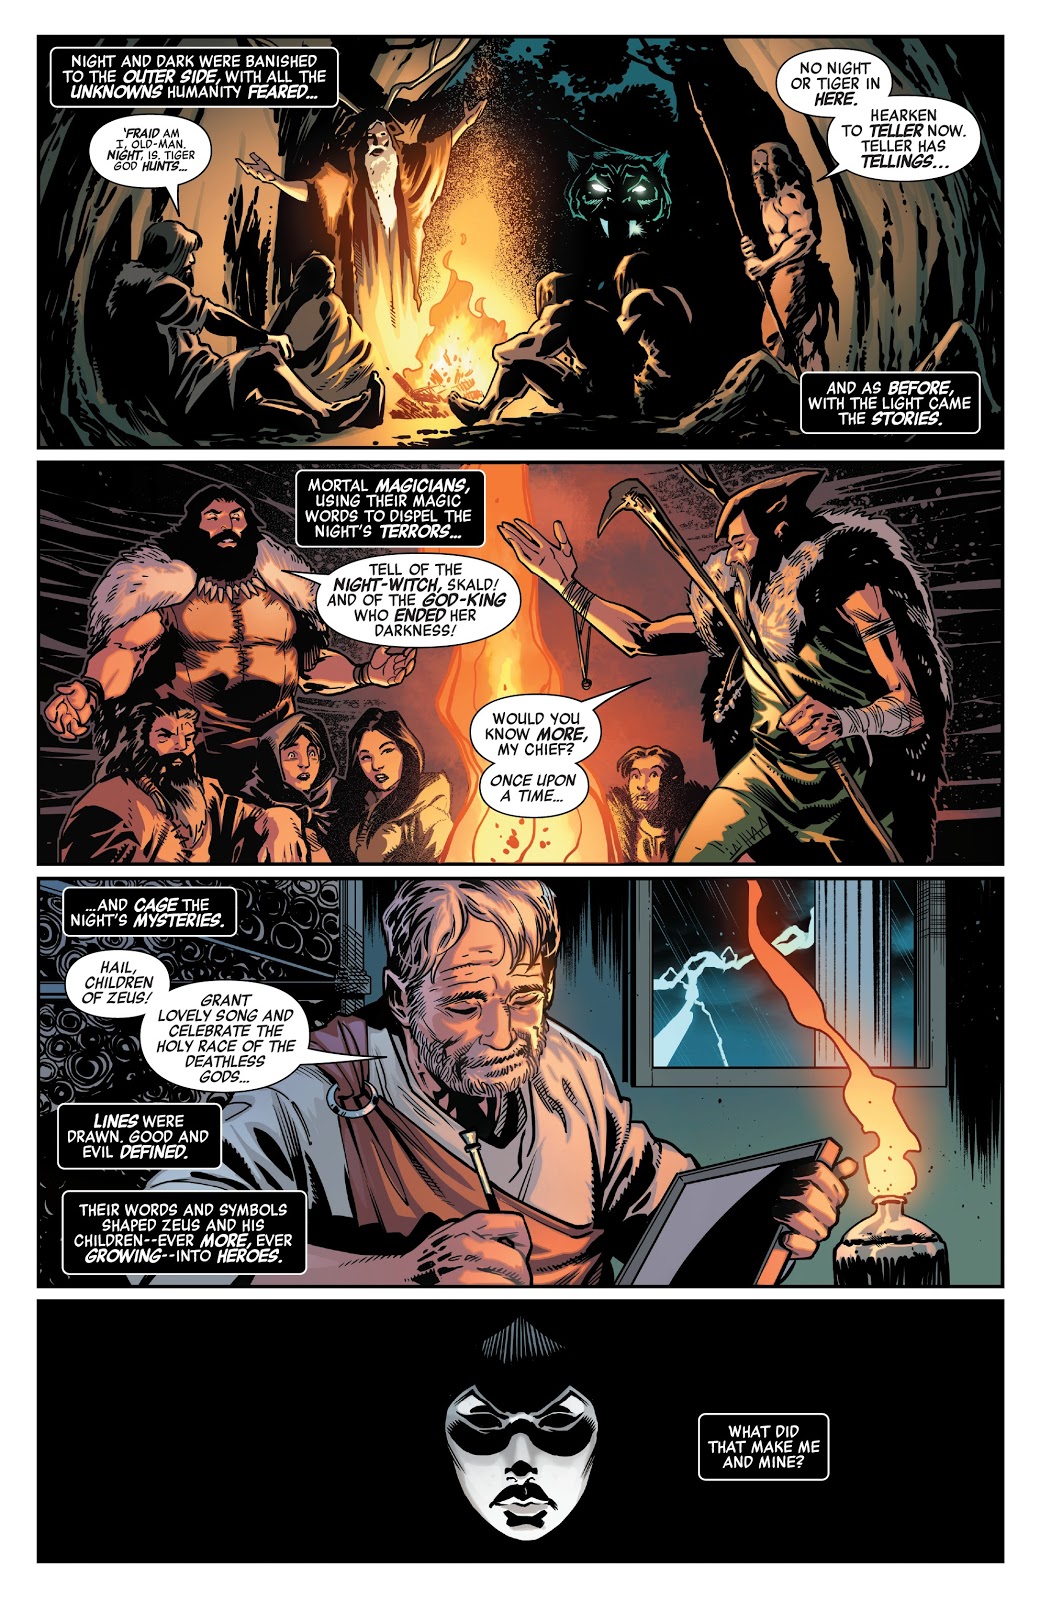 NIGHT AND DARK WERE BANISHED
TO THE OUTER SIDE, WITH ALL THE
UNKNOWNS HUMANITY FEARED...
'FRAID AM
I, OLD-MAN.
NIGHT, IS. TIGER
GOD HUNTS...
NO NIGHT
OR TIGER IN
HERE.
HEARKEN
TO TELLER NOW.
TELLER HAS
TELLINGS...
AND AS BEFORE,
WITH THE LIGHT CAME
THE STORIES.
MORTAL MAGICIANS,
USING THEIR MAGIC
WORDS TO DISPEL THE
NIGHT'S TERRORS...
TELL OF THE
NIGHT-WITCH, SKALD!
AND OF THE GOD-KING
WHO ENDED HER
DARKNESS!
WOULD YOU
KNOW MORE,
MY CHIEF?
ONCE UPON
A TIME...
...AND CAGE THE
NIGHT'S MYSTERIES.
HAIL,
CHILDREN
OF ZEUS!
GRANT
LOVELY SONG AND
CELEBRATE THE
HOLY RACE OF THE
DEATHLESS
GODS...
LINES WERE
DRAWN. GOOD AND
EVIL DEFINED.
THEIR WORDS AND SYMBOLS
SHAPED ZEUS AND HIS
CHILDREN--EVER MORE, EVER
GROWING--INTO HEROES.
WHAT DID
THAT MAKE ME
AND MINE?